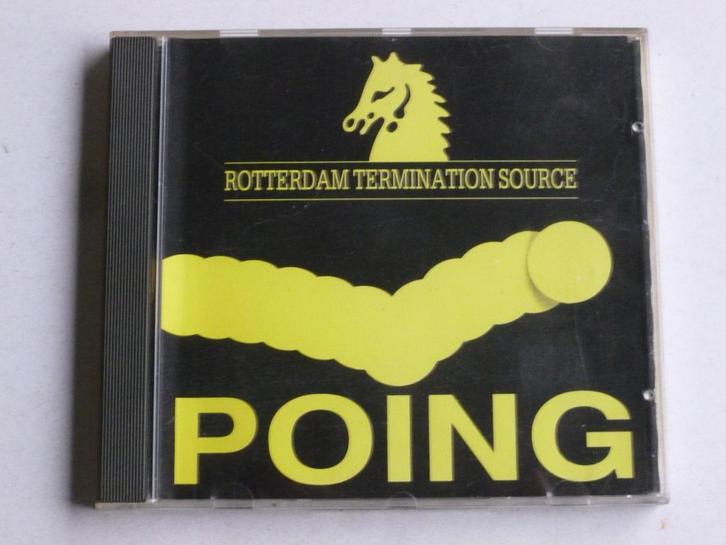 ROTTERDAM TERMINATION SOURCE
POING